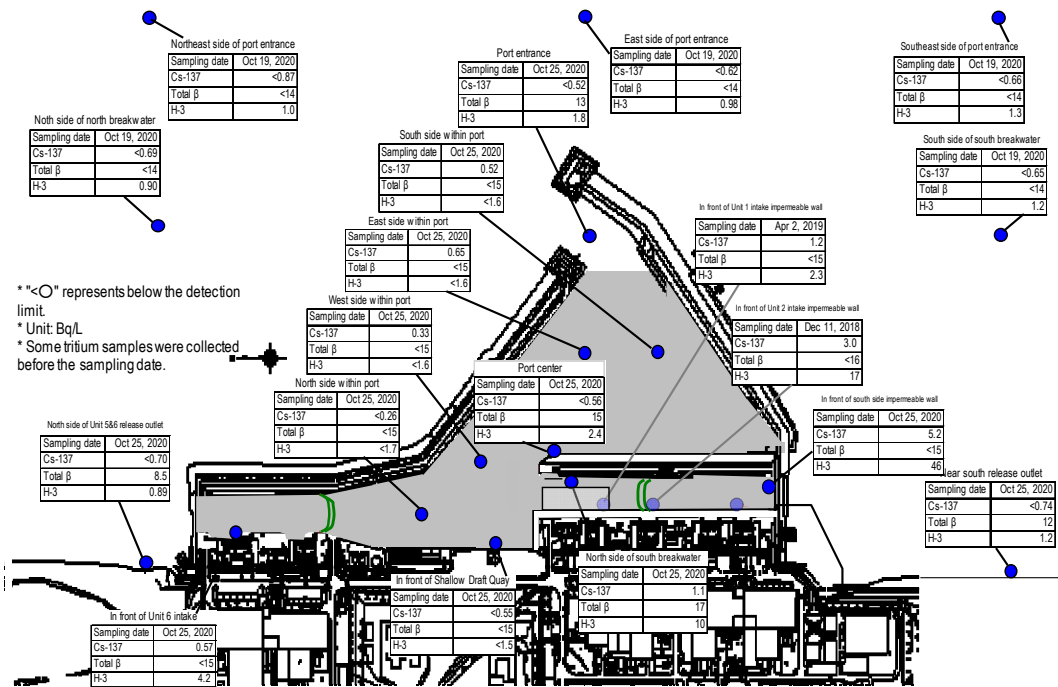 Northeast side of port entrance
Sampling date Oct 19, 2020
Cs-137 <0.87
Total β <14
H-3 1.0
East side of port entrance
Sampling date Oct 19, 2020
Cs-137 <0.62
Total β <14
H-3 0.98
Southeast side of port entrance
Sampling date Oct 19, 2020
Cs-137 <0.66
Total β <14
H-3 1.3
Port entrance
Sampling date Oct 25, 2020
Cs-137 <0.52
Total β 13
H-3 1.8
Noth side of north breakwater
Sampling date Oct 19, 2020
Cs-137 <0.69
Total β <14
H-3 0.90
South side within port
Sampling date Oct 25, 2020
Cs-137 0.52
Total β <15
H-3 <1.6
South side of south breakwater
Sampling date Oct 19, 2020
Cs-137 <0.65
Total β <14
H-3 1.2
East side within port
Sampling date Oct 25, 2020
Cs-137 0.65
Total β <15
H-3 <1.6
In front of Unit 1 intake impermeable wall
Sampling date Apr 2, 2019
Cs-137 1.2
Total β <15
H-3 2.3
* "<○" represents below the detection
limit.
* Unit: Bq/L
* Some tritium samples were collected
before the sampling date.
West side within port
Sampling date Oct 25, 2020
Cs-137 0.33
Total β <15
H-3 <1.6
In front of Unit 2 intake impermeable wall
Sampling date Dec 11, 2018
Cs-137 3.0
Total β <16
H-3 17
North side within port
Sampling date Oct 25, 2020
Cs-137 <0.26
Total β <15
H-3 <1.7
Port center
Sampling date Oct 25, 2020
Cs-137 <0.56
Total β 15
H-3 2.4
In front of south side impermeable wall
Sampling date Oct 25, 2020
Cs-137 5.2
Total β <15
H-3 46
North side of Unit 5&6 release outlet
Sampling date Oct 25, 2020
Cs-137 <0.70
Total β 8.5
H-3 0.89
Near south release outlet
Sampling date Oct 25, 2020
Cs-137 <0.74
Total β 12
H-3 1.2
In front of Shallow Draft Quay
Sampling date Oct 25, 2020
Cs-137 <0.55
Total β <15
H-3 <1.5
North side of south breakwater
Sampling date Oct 25, 2020
Cs-137 1.1
Total β 17
H-3 10
In front of Unit 6 intake
Sampling date Oct 25, 2020
Cs-137 0.57
Total β <15
H-3 4.2